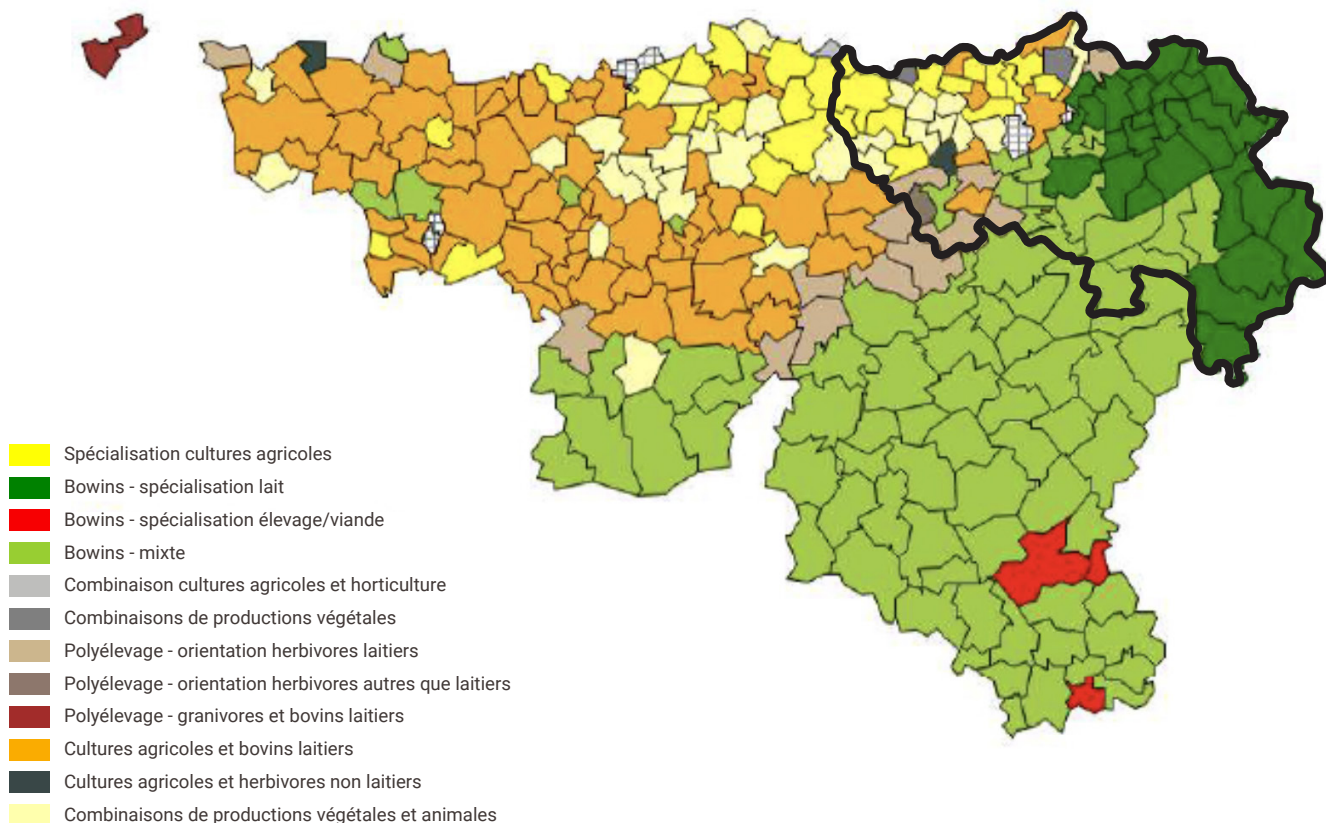 Spécialisation cultures agricoles
Bowins - spécialisation lait
Bowins - spécialisation élevage/viande
Bowins - mixte
Combinaison cultures agricoles et horticulture
Combinaisons de productions végétales
Polyélevage - orientation herbivores laitiers
Polyélevage - orientation herbivores autres que laitiers
Polyélevage - granivores et bovins laitiers
Cultures agricoles et bovins laitiers
Cultures agricoles et herbivores non laitiers
Combinaisons de productions végétales et animales